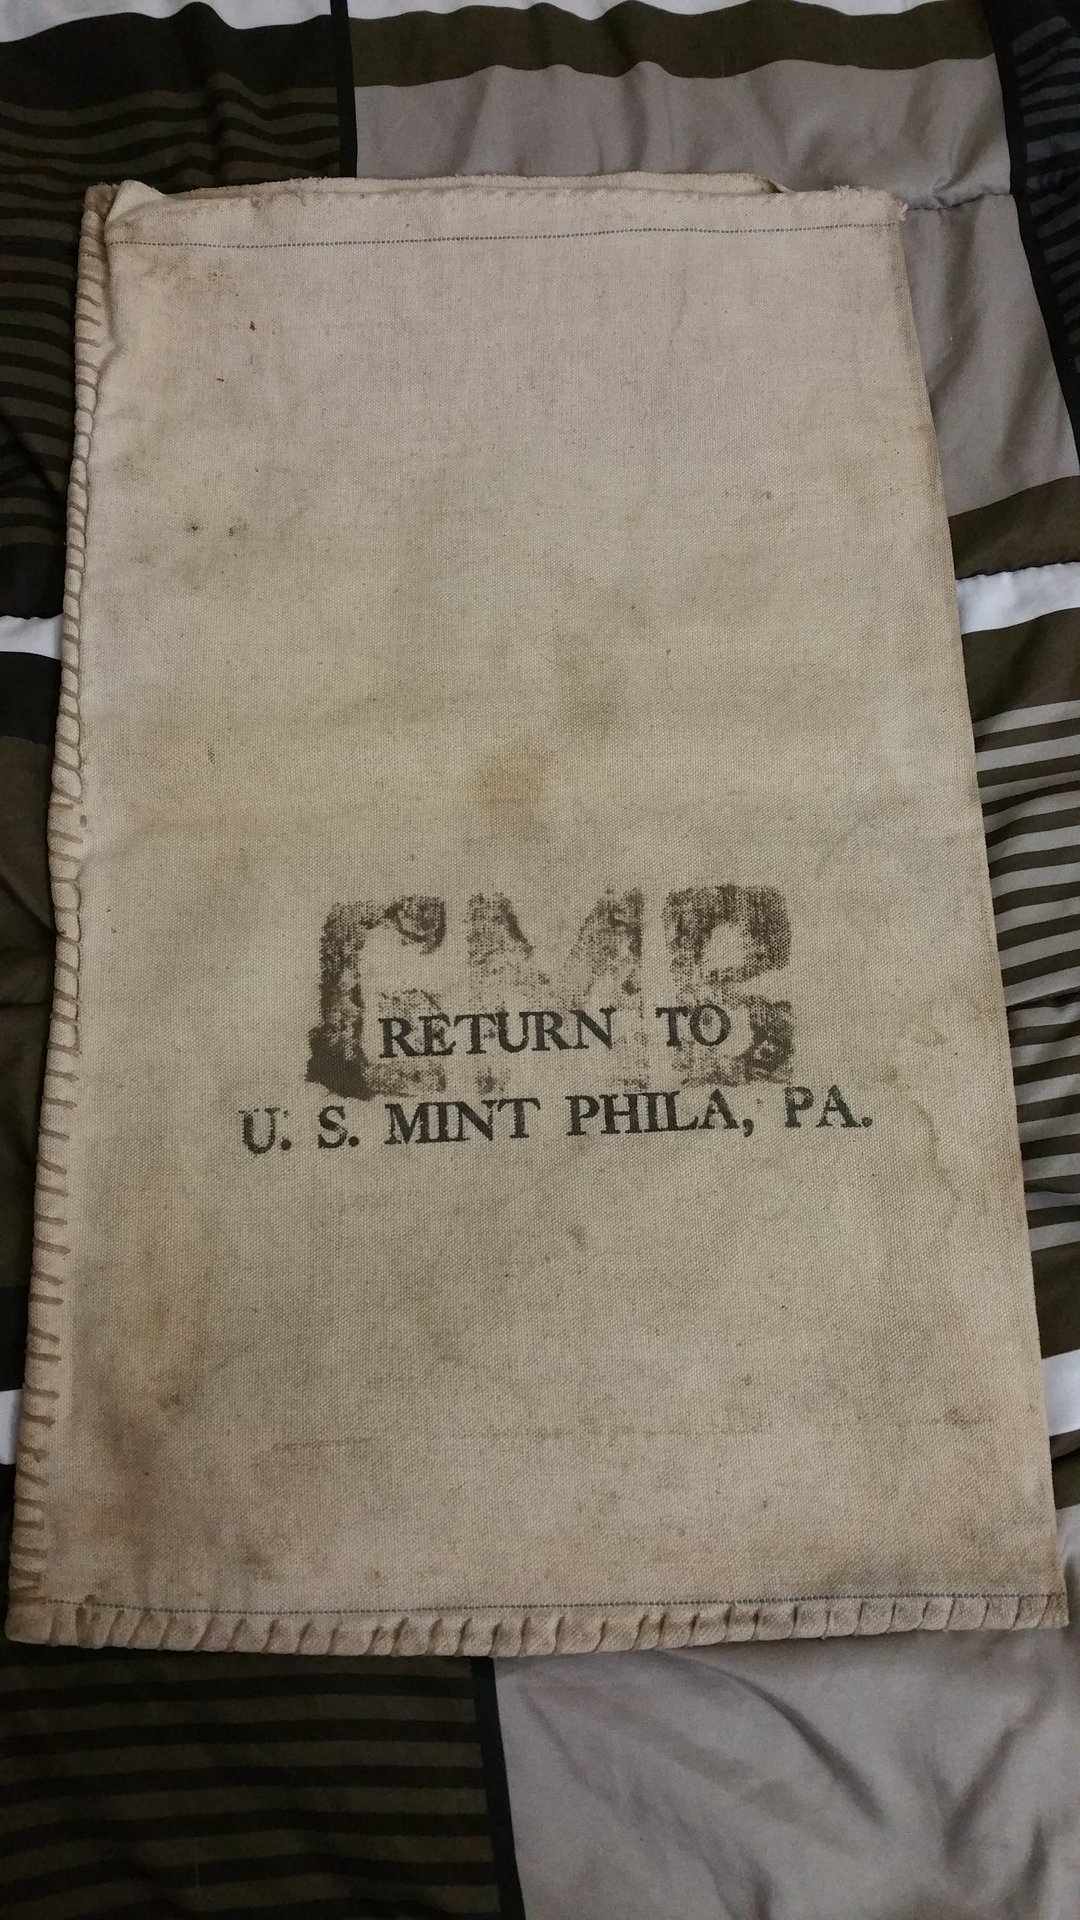 CMB
RETURN TO
U. S. MINT PHILA, PA.